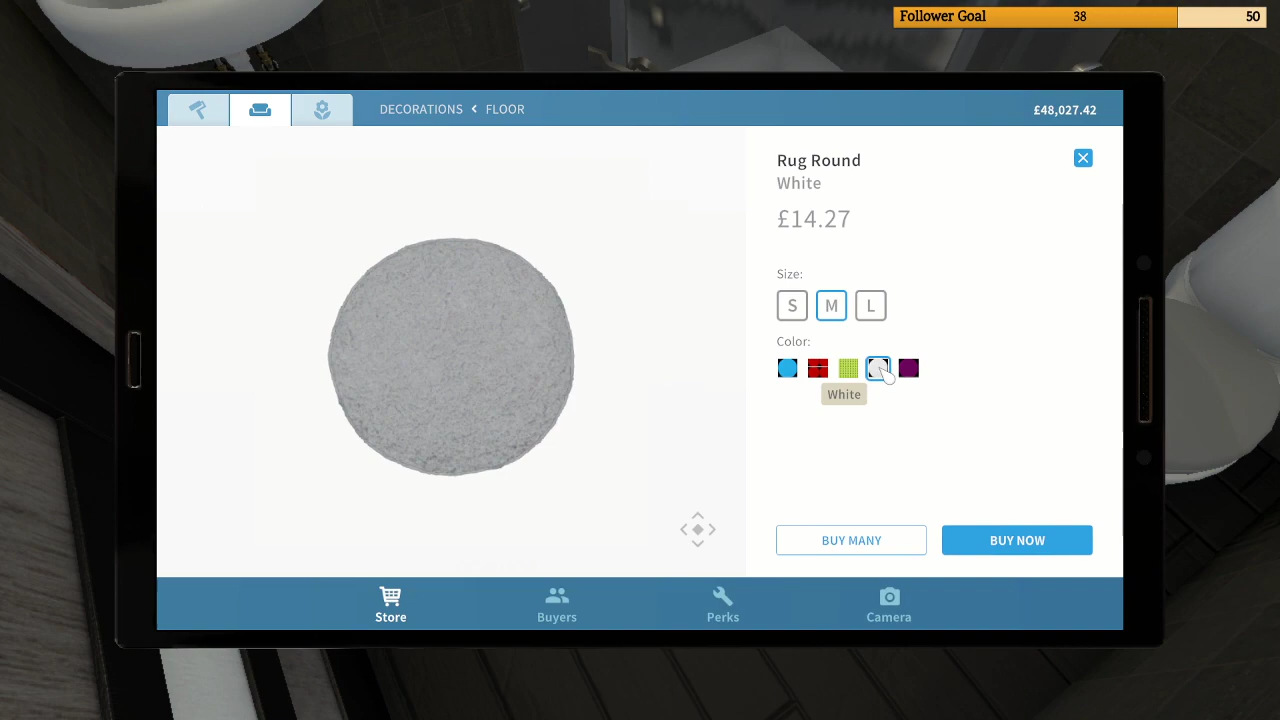 Follower Goal 38 50
DECORATIONS FLOOR £48,027.42
Rug Round
White
£14.27
Size:
S M L
Color:
White
BUY MANY BUY NOW
Store Buyers Perks Camera